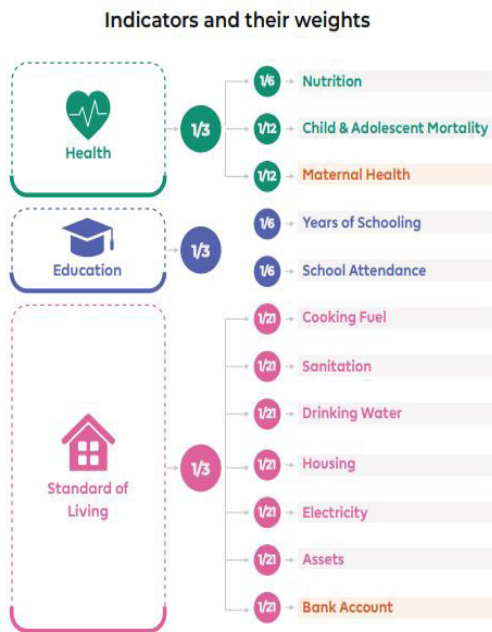 Indicators and their weights
Health
1/3
1/6 Nutrition
1/12 Child & Adolescent Mortality
1/12 Maternal Health
Education
1/3
1/6 Years of Schooling
1/6 School Attendance
Standard of
Living
1/3
1/21 Cooking Fuel
1/21 Sanitation
1/21 Drinking Water
1/21 Housing
1/21 Electricity
1/21 Assets
1/21 Bank Account